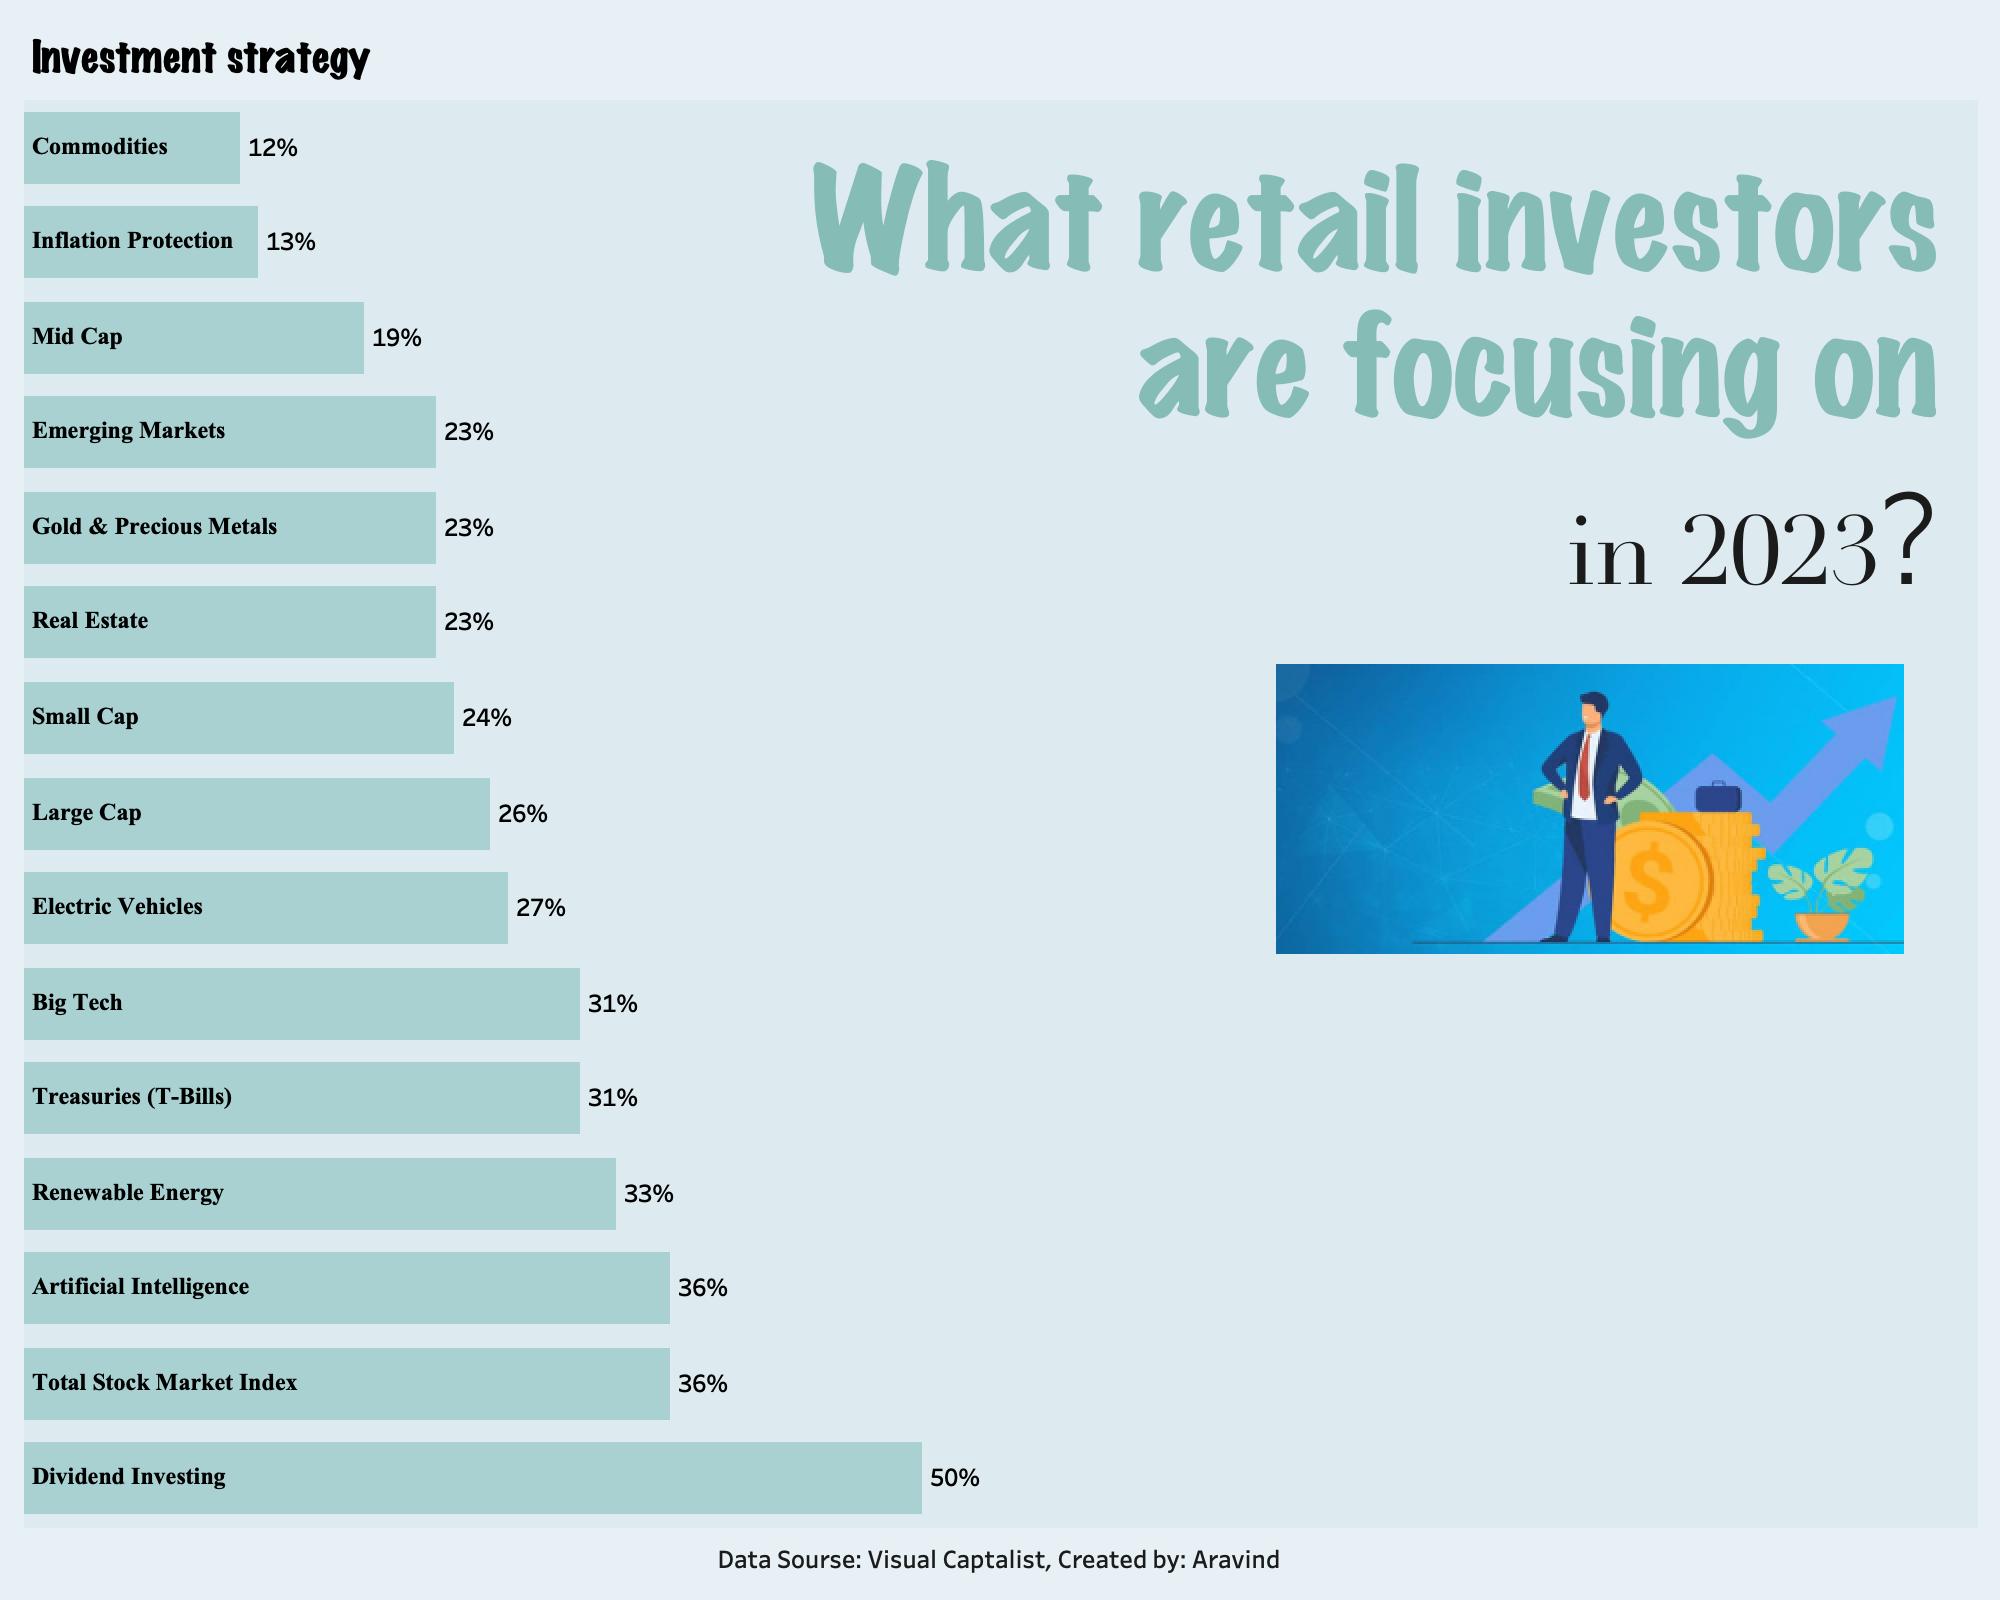 Investment strategy
Commodities 12%
Inflation Protection 13%
Mid Cap 19%
Emerging Markets 23%
Gold & Precious Metals 23%
Real Estate 23%
Small Cap 24%
Large Cap 26%
Electric Vehicles 27%
Big Tech 31%
Treasuries (T-Bills) 31%
Renewable Energy 33%
Artificial Intelligence 36%
Total Stock Market Index 36%
Dividend Investing 50%
What retail investors
are focusing on
in 2023?
$
Data Sourse: Visual Captalist, Created by: Aravind